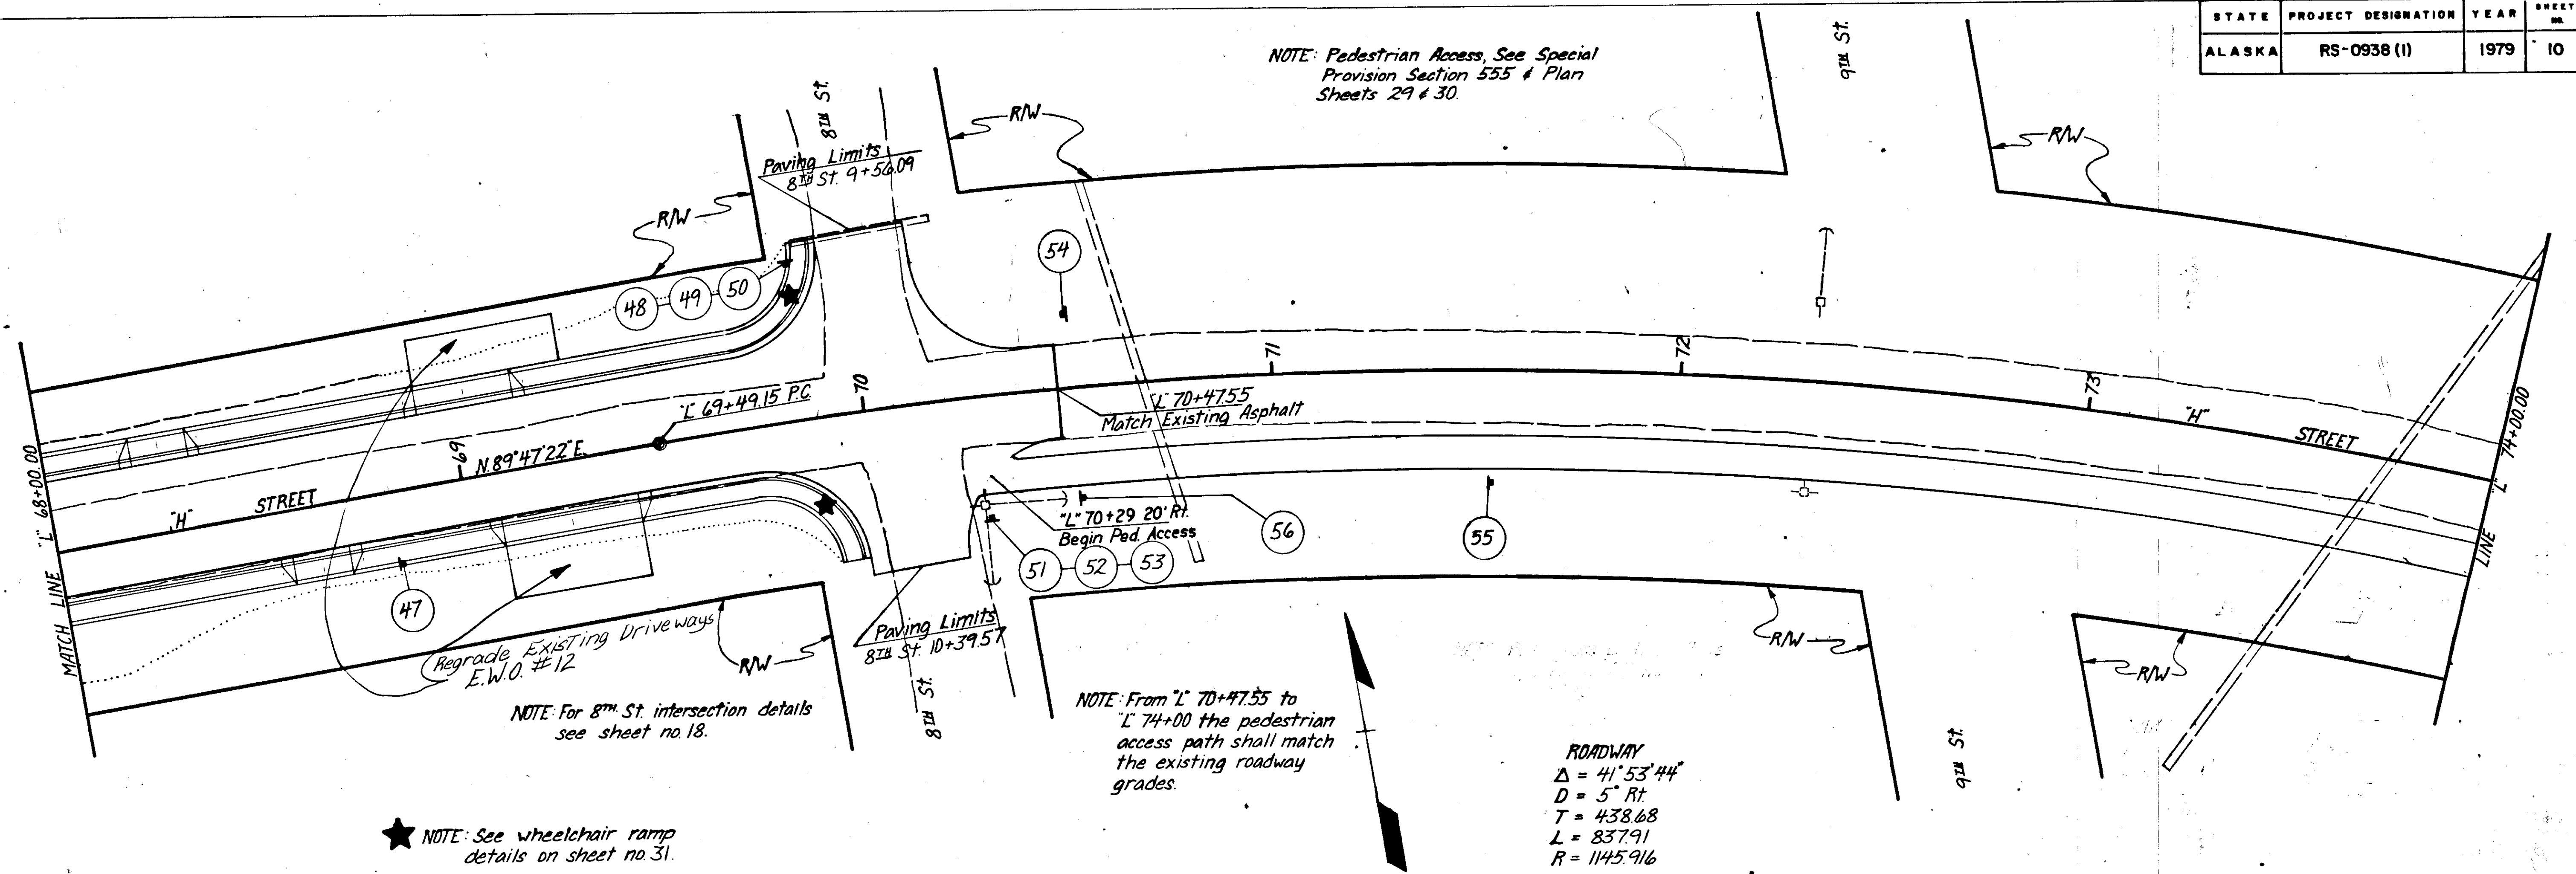 STATE PROJECT DESIGNATION YEAR SHEET NO.
ALASKA RS-0938 (1) 1979 10
NOTE: Pedestrian Access, See Special
Provision Section 555 & Plan
Sheets 29 & 30.
8TH St.
9TH St.
R/W
R/W
Paving Limits
8TH St. 9+56.09
R/W
54
48 49 50
71
72
73
"L" 69+49.15 P.C.
70
"L" 70+47.55
Match Existing Asphalt
"H" STREET
74+00.00
"L"
LINE
69
N.89°47'22"E.
"H" STREET
MATCH LINE "L" 68+00.00
"L" 70+29 20' Rt.
Begin Ped. Access
56
55
51 52 53
47
Paving Limits
8TH St. 10+39.57
Regrade Existing Driveways
E.W.O. #12
R/W
R/W
R/W
8TH St.
9TH St.
NOTE: For 8TH St. intersection details
see sheet no. 18.
NOTE: From "L" 70+47.55 to
"L" 74+00 the pedestrian
access path shall match
the existing roadway
grades.
ROADWAY
Δ = 41°53'44"
D = 5° Rt.
T = 438.68
L = 837.91
R = 1145.916
NOTE: See wheelchair ramp
details on sheet no. 31.